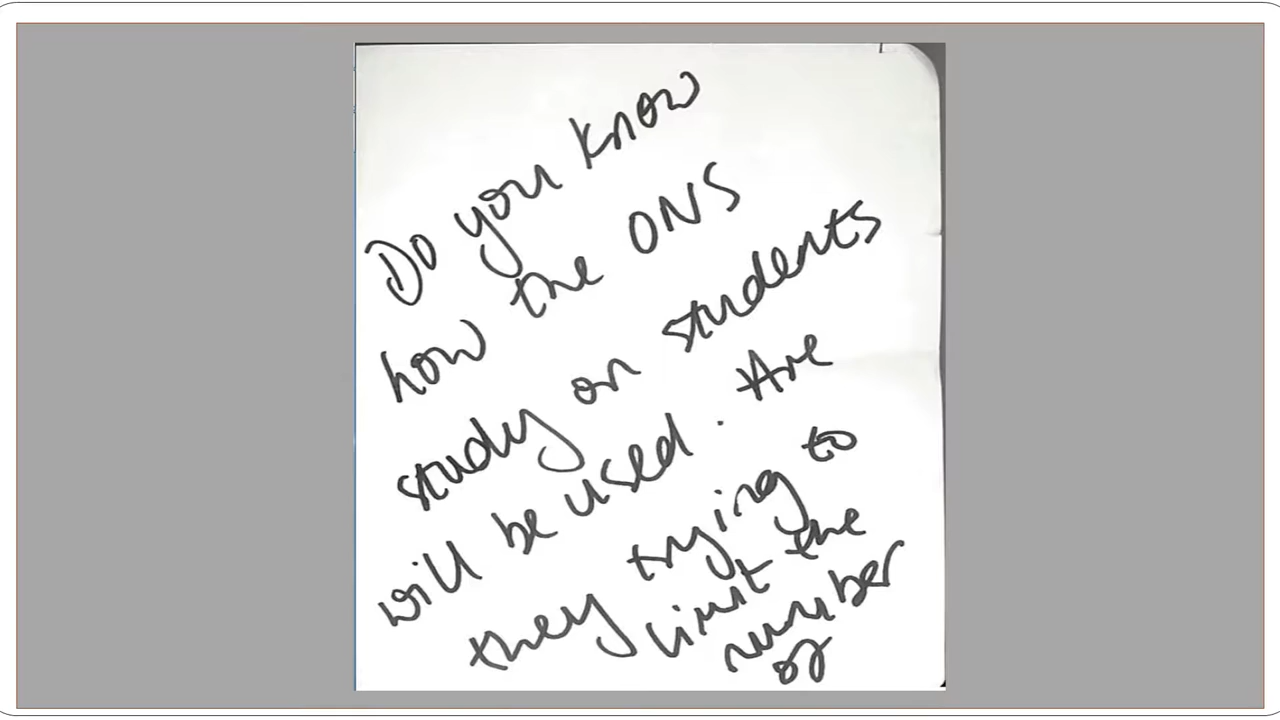 Do you know
how the ONS
study on students
will be used. Are
they trying to
limit the
number
of